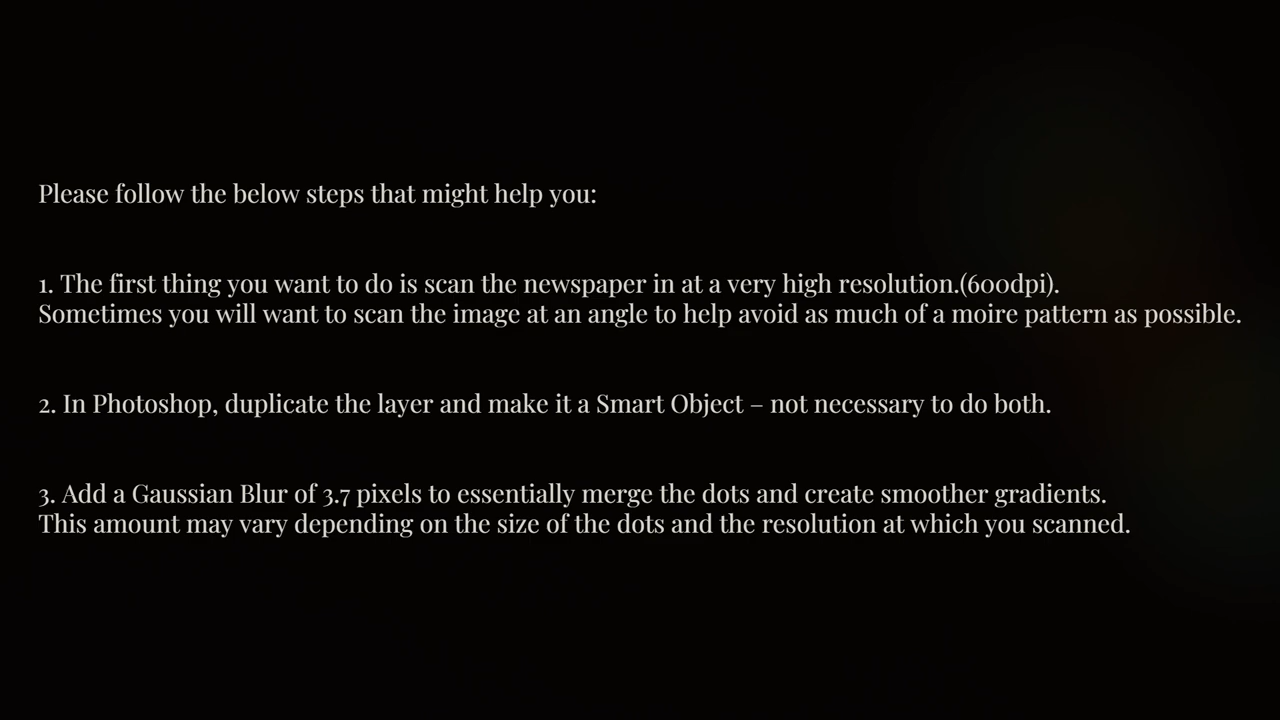 Please follow the below steps that might help you:
1. The first thing you want to do is scan the newspaper in at a very high resolution.(600dpi).
Sometimes you will want to scan the image at an angle to help avoid as much of a moire pattern as possible.
2. In Photoshop, duplicate the layer and make it a Smart Object – not necessary to do both.
3. Add a Gaussian Blur of 3.7 pixels to essentially merge the dots and create smoother gradients.
This amount may vary depending on the size of the dots and the resolution at which you scanned.